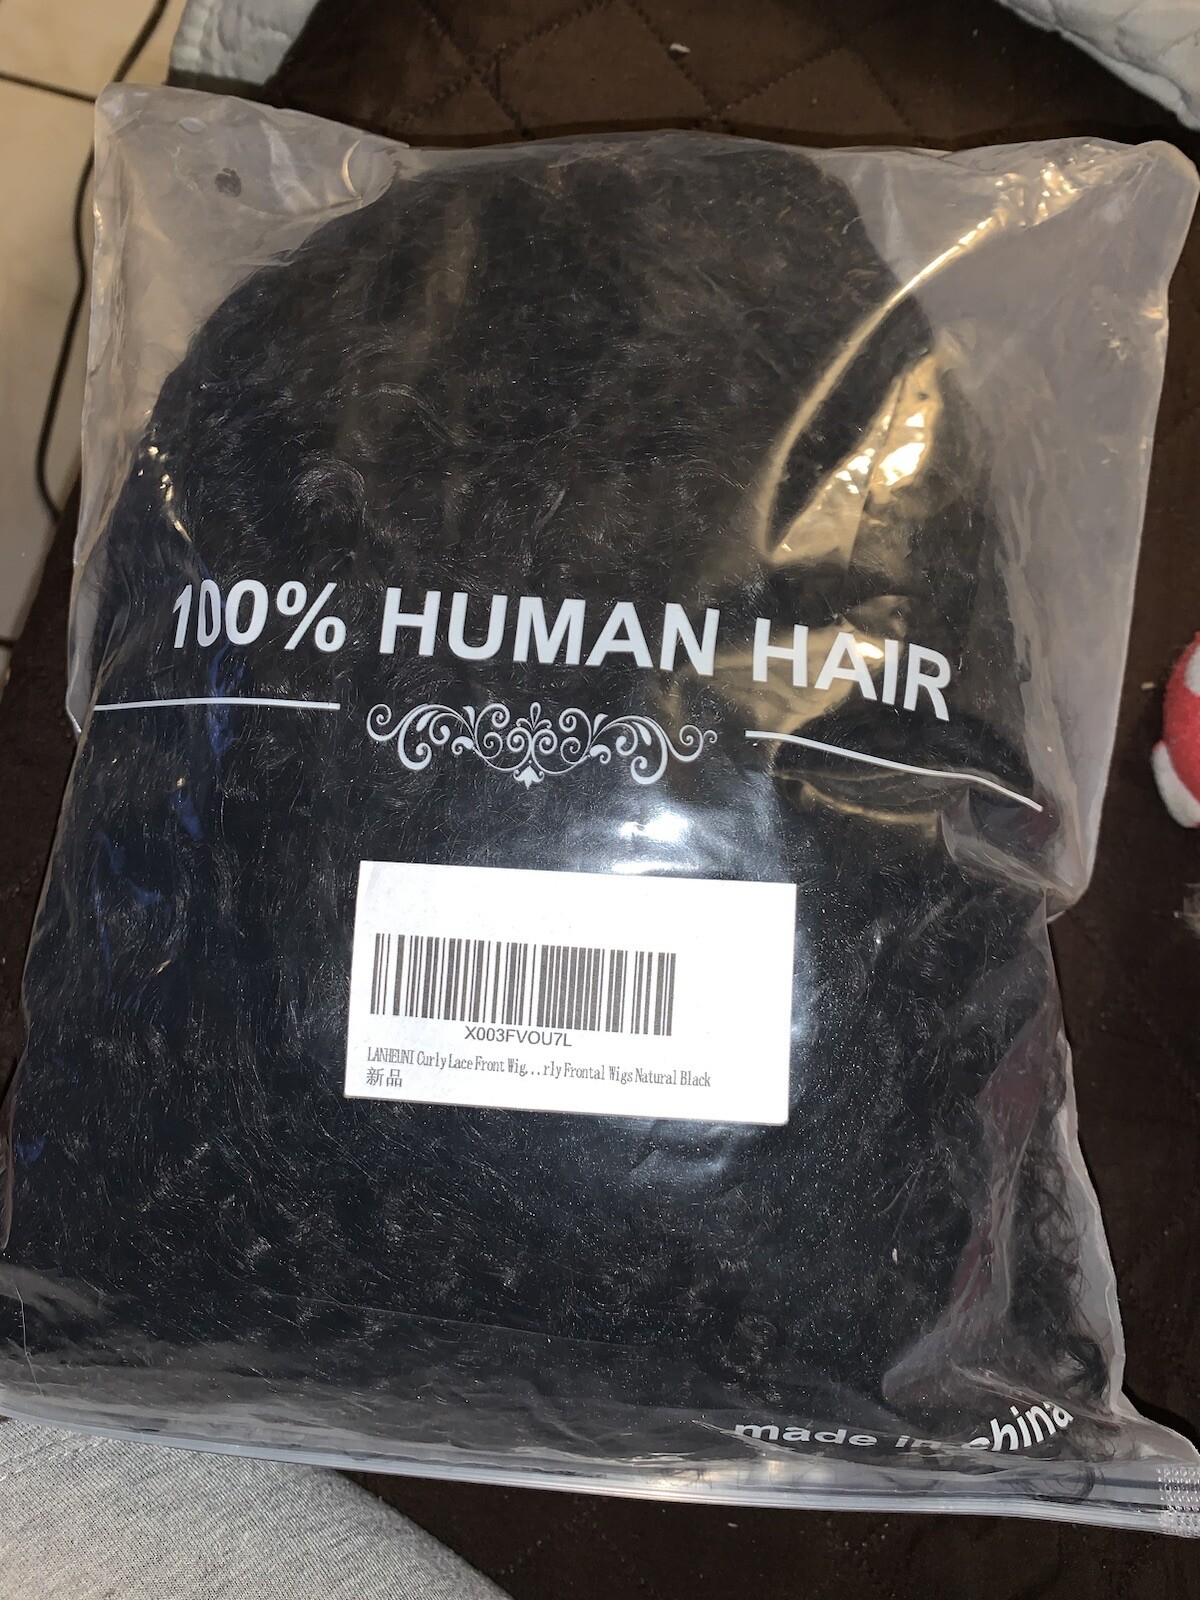 100% HUMAN HAIR
X003FVOU7L
LANHEUNI Curly Lace Front Wig...rly Frontal Wigs Natural Black
新品
made in china